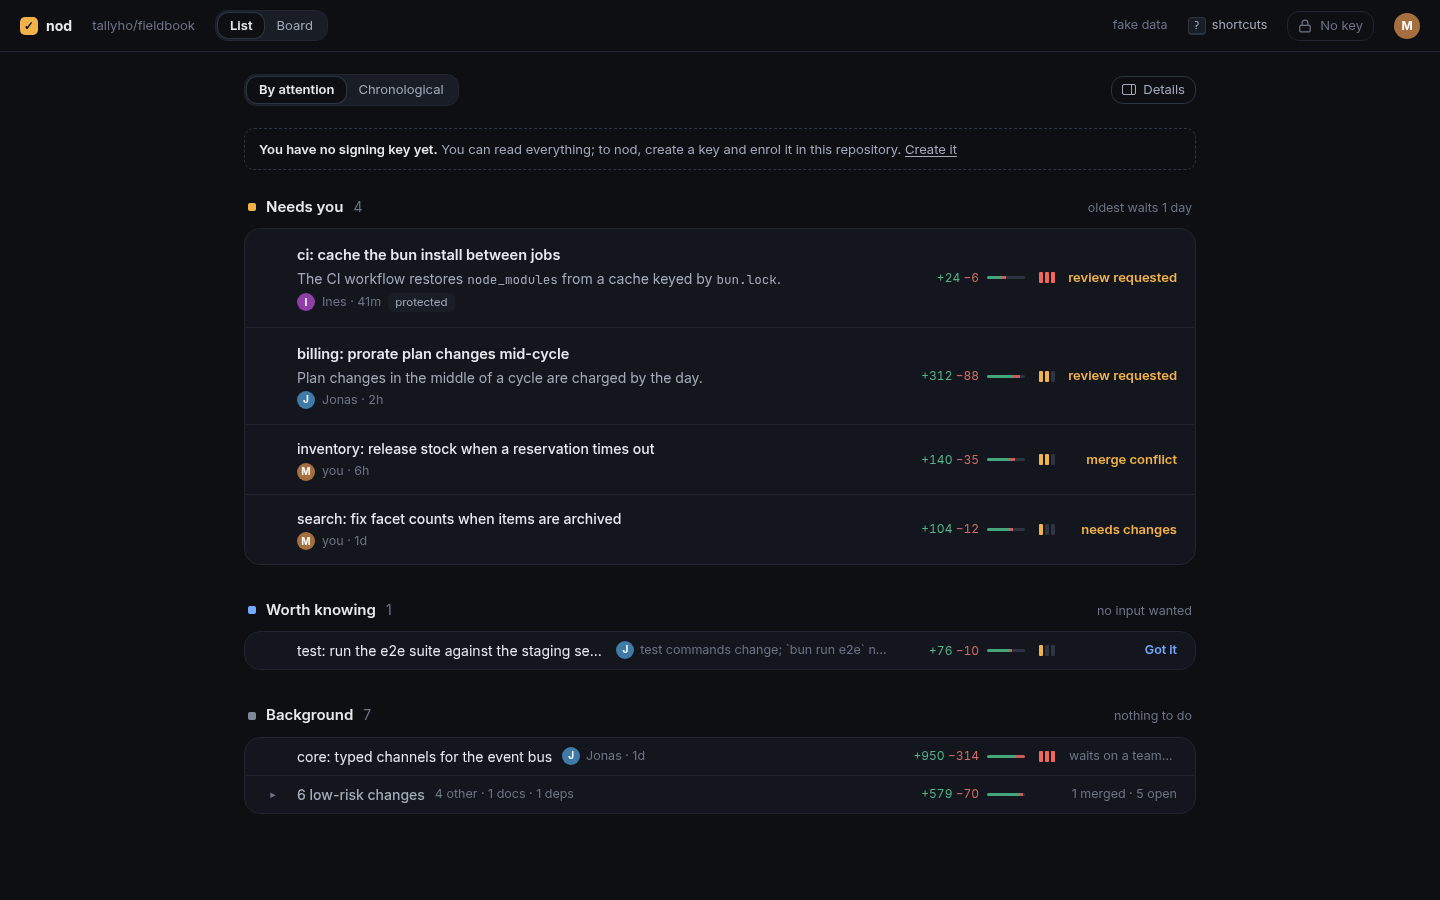 nod tallyho/fieldbook List Board fake data ? shortcuts No key M
By attention Chronological Details
You have no signing key yet. You can read everything; to nod, create a key and enrol it in this repository. Create it
Needs you 4 oldest waits 1 day
ci: cache the bun install between jobs
The CI workflow restores node_modules from a cache keyed by bun.lock.
+24 −6 review requested
I Ines · 41m protected
billing: prorate plan changes mid-cycle
Plan changes in the middle of a cycle are charged by the day.
+312 −88 review requested
J Jonas · 2h
inventory: release stock when a reservation times out
+140 −35 merge conflict
M you · 6h
search: fix facet counts when items are archived
+104 −12 needs changes
M you · 1d
Worth knowing 1 no input wanted
test: run the e2e suite against the staging se... J test commands change; `bun run e2e` n... +76 −10 Got it
Background 7 nothing to do
core: typed channels for the event bus J Jonas · 1d +950 −314 waits on a team...
6 low-risk changes 4 other · 1 docs · 1 deps +579 −70 1 merged · 5 open